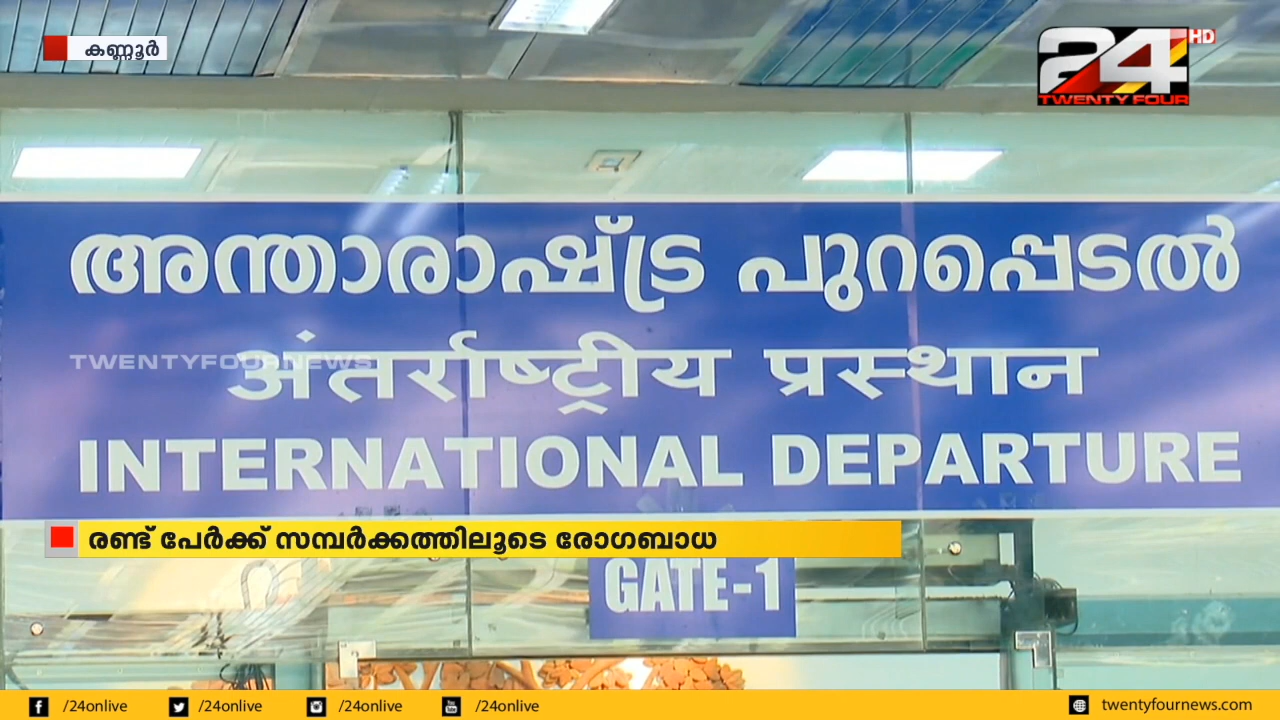 കണ്ണൂർ
24 HD
TWENTY FOUR
അന്താരാഷ്ട്ര പുറപ്പെടൽ
TWENTYFOURNEWS
अंतर्राष्ट्रीय प्रस्थान
INTERNATIONAL DEPARTURE
രണ്ട് പേർക്ക് സമ്പർക്കത്തിലൂടെ രോഗബാധ
GATE-1
/24onlive /24onlive /24onlive /24onlive twentyfournews.com